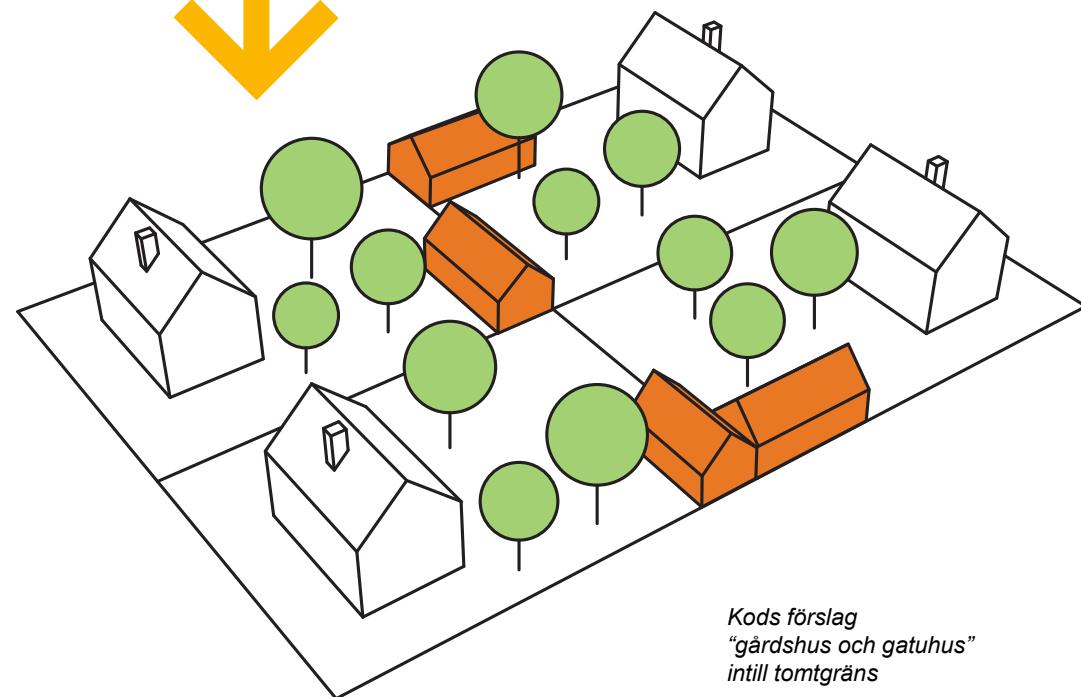 Kods förslag
“gårdshus och gatuhus”
intill tomtgräns